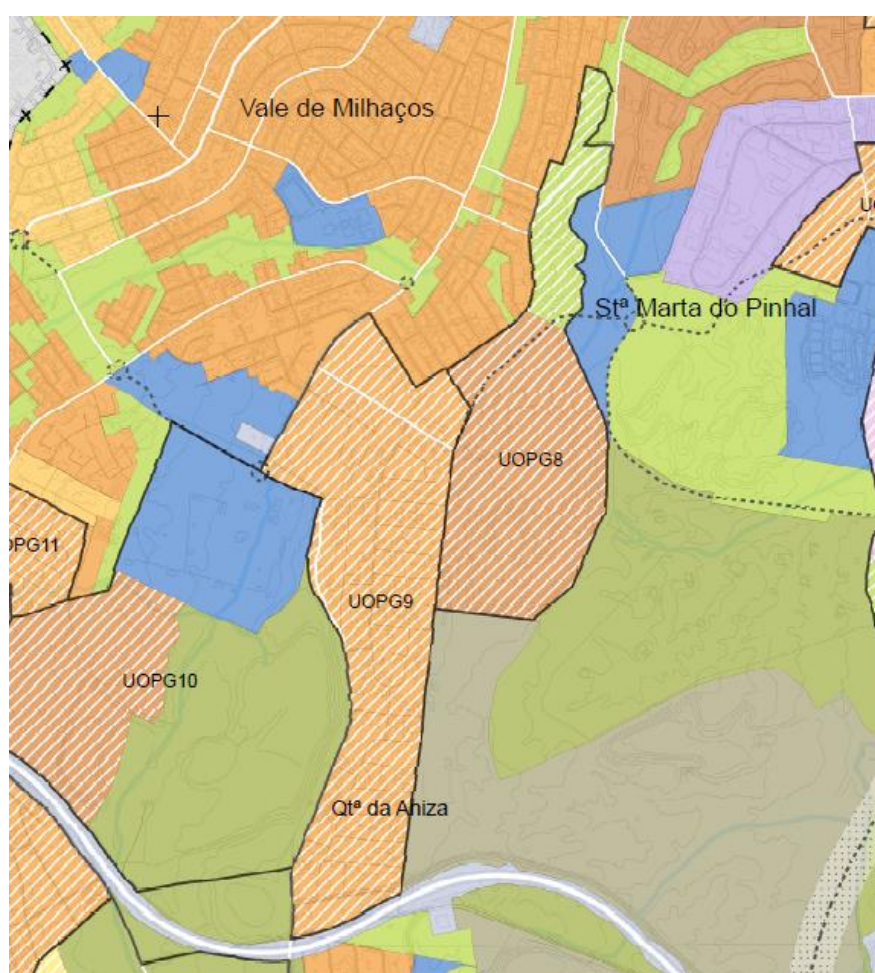 Vale de Milhaços
Stª Marta do Pinhal
UOPG8
UOPG9
UOPG10
Qtª da Aniza